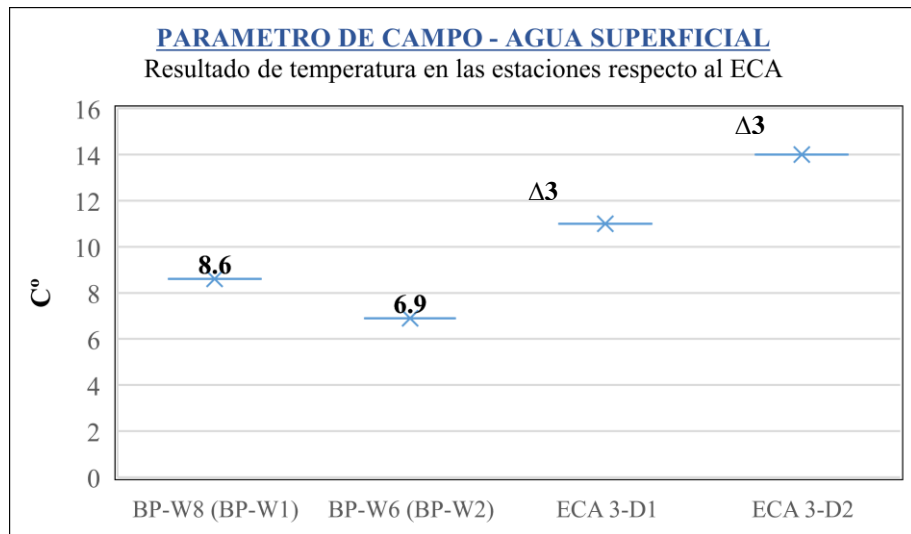 PARAMETRO DE CAMPO - AGUA SUPERFICIAL
Resultado de temperatura en las estaciones respecto al ECA
16
14
12
10
8
6
4
2
0
Cº
8.6
6.9
∆3
∆3
BP-W8 (BP-W1)
BP-W6 (BP-W2)
ECA 3-D1
ECA 3-D2